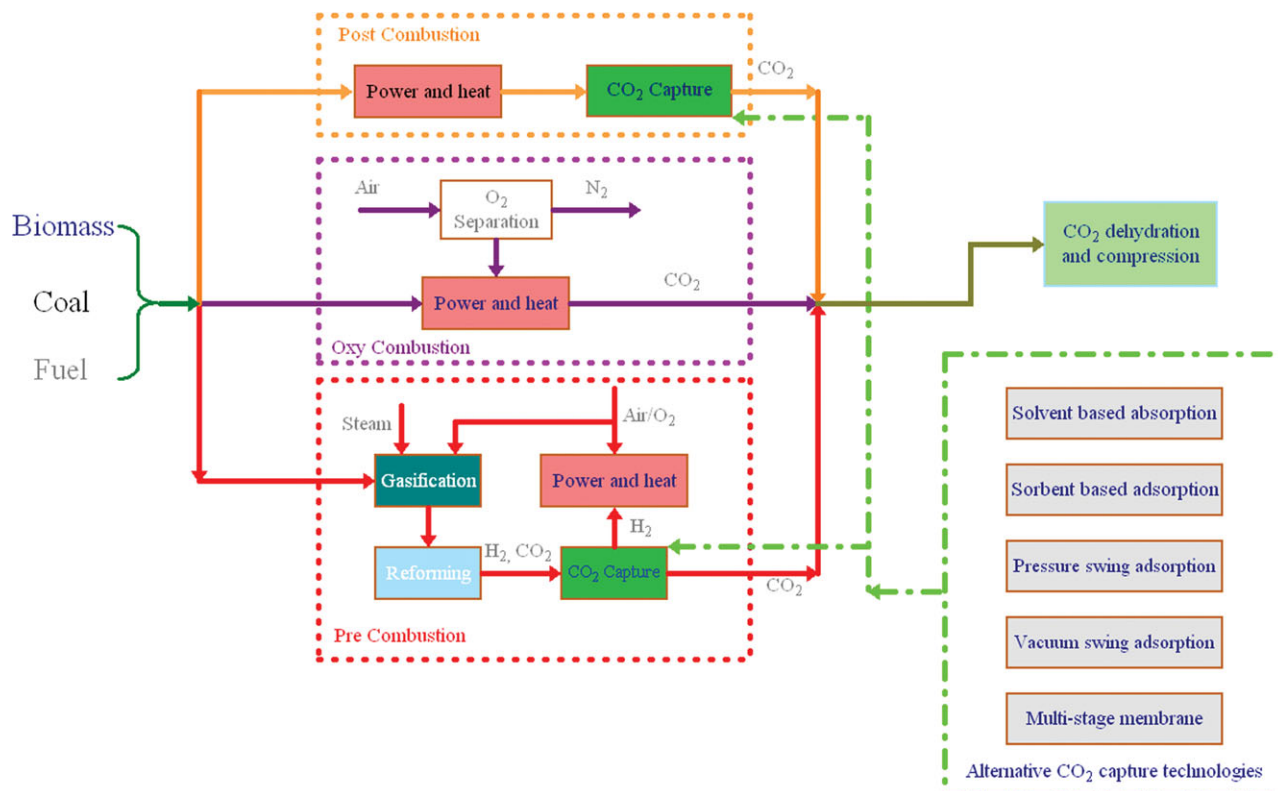 Post Combustion
Power and heat
CO₂ Capture
CO₂
Air
O₂
Separation
N₂
Power and heat
CO₂
Oxy Combustion
Biomass
Coal
Fuel
CO₂ dehydration
and compression
Steam
Air/O₂
Gasification
Power and heat
H₂
Reforming
H₂, CO₂
CO₂ Capture
CO₂
Pre Combustion
Solvent based absorption
Sorbent based adsorption
Pressure swing adsorption
Vacuum swing adsorption
Multi-stage membrane
Alternative CO₂ capture technologies